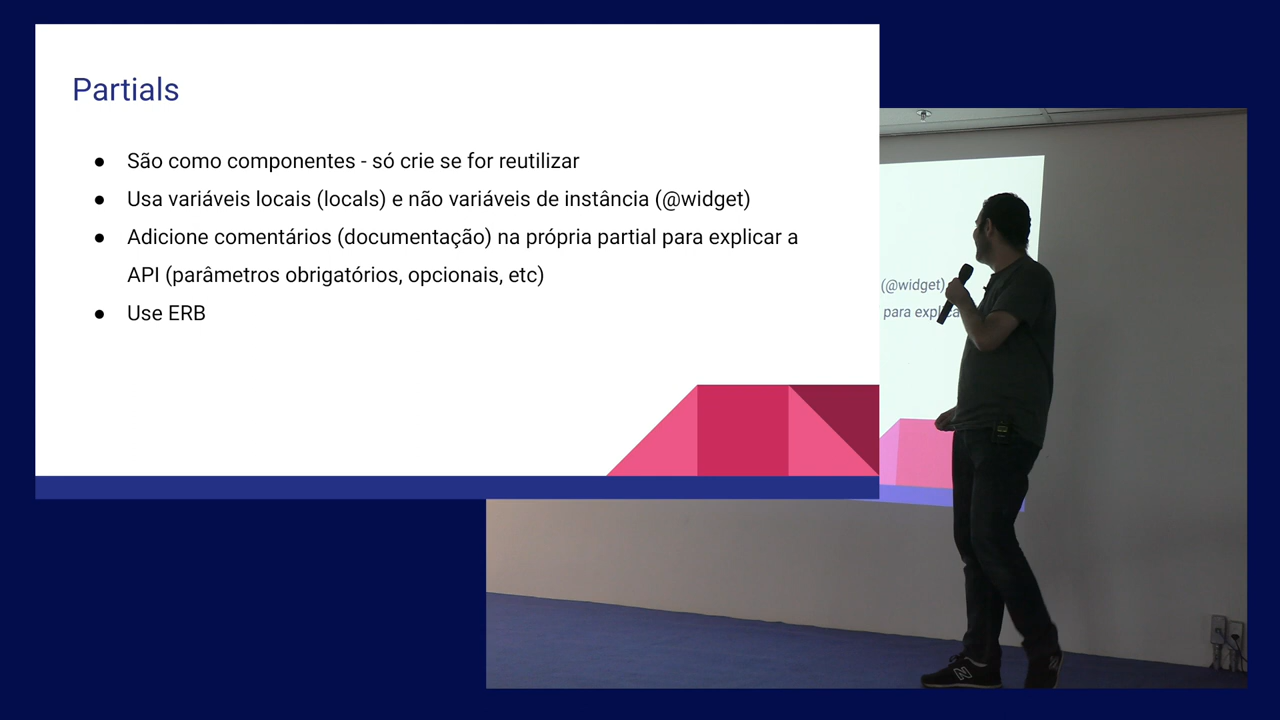 Partials
● São como componentes - só crie se for reutilizar
● Usa variáveis locais (locals) e não variáveis de instância (@widget)
● Adicione comentários (documentação) na própria partial para explicar a
API (parâmetros obrigatórios, opcionais, etc)
● Use ERB
(@widget)
para explica
N